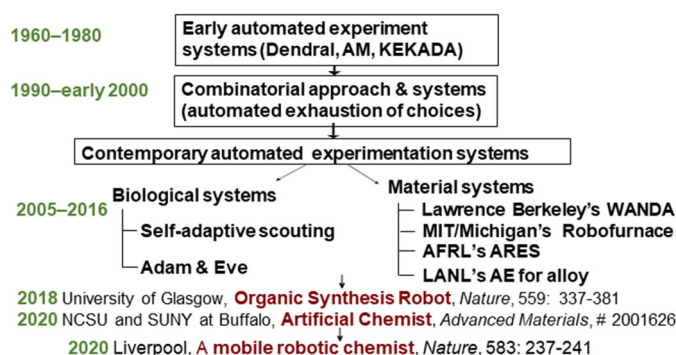 1960–1980
Early automated experiment
systems (Dendral, AM, KEKADA)
1990–early 2000
Combinatorial approach & systems
(automated exhaustion of choices)
Contemporary automated experimentation systems
2005–2016
Biological systems
Self-adaptive scouting
Adam & Eve
Material systems
Lawrence Berkeley's WANDA
MIT/Michigan's Robofurnace
AFRL's ARES
LANL's AE for alloy
2018 University of Glasgow, Organic Synthesis Robot, Nature, 559: 337-381
2020 NCSU and SUNY at Buffalo, Artificial Chemist, Advanced Materials, # 2001626
2020 Liverpool, A mobile robotic chemist, Nature, 583: 237-241